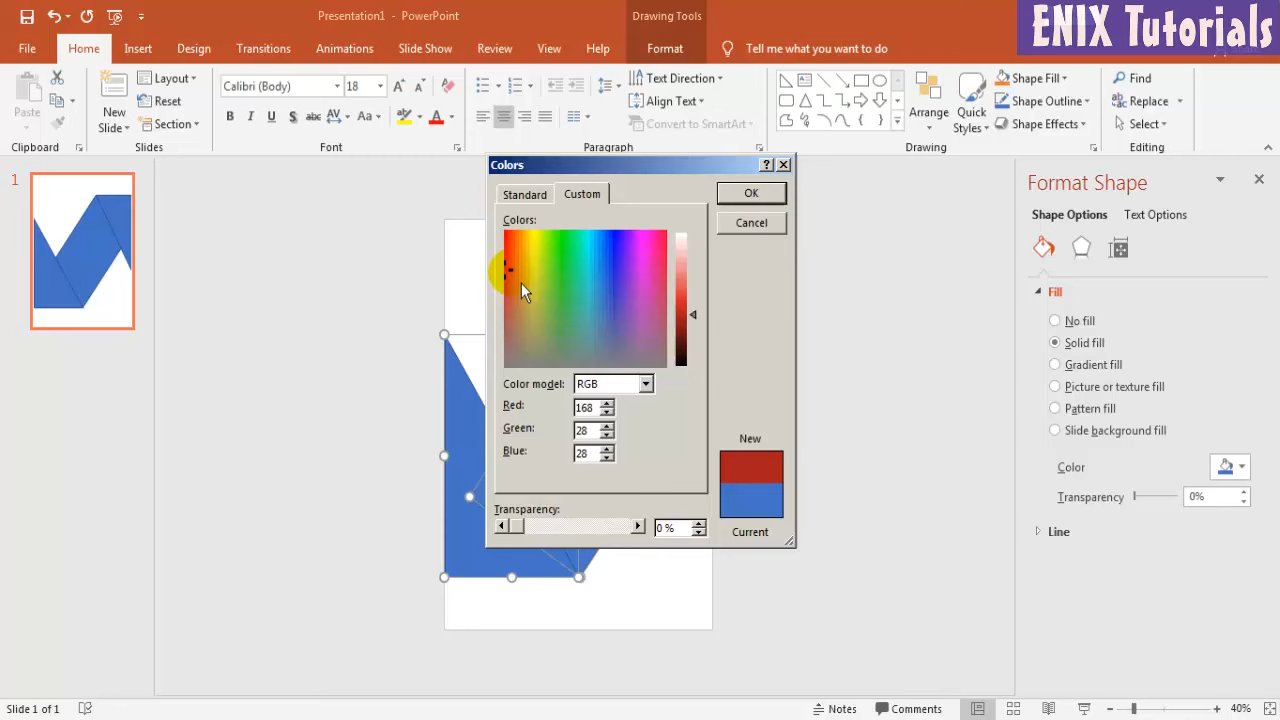 Presentation1 - PowerPoint
Drawing Tools
ENIX Tutorials
File
Home
Insert
Design
Transitions
Animations
Slide Show
Review
View
Help
Format
Tell me what you want to do
Paste
New
Slide
Layout
Reset
Section
Calibri (Body)
18
B I U S abc AV Aa
A
Text Direction
Align Text
Convert to SmartArt
Arrange
Quick
Styles
Shape Fill
Shape Outline
Shape Effects
Find
Replace
Select
Clipboard
Slides
Font
Paragraph
Drawing
Editing
1
Colors
Standard
Custom
OK
Cancel
Colors:
Color model:
RGB
Red:
168
Green:
28
Blue:
28
New
Current
Transparency:
0 %
Format Shape
Shape Options
Text Options
Fill
No fill
Solid fill
Gradient fill
Picture or texture fill
Pattern fill
Slide background fill
Color
Transparency
0%
Line
Slide 1 of 1
Notes
Comments
40%